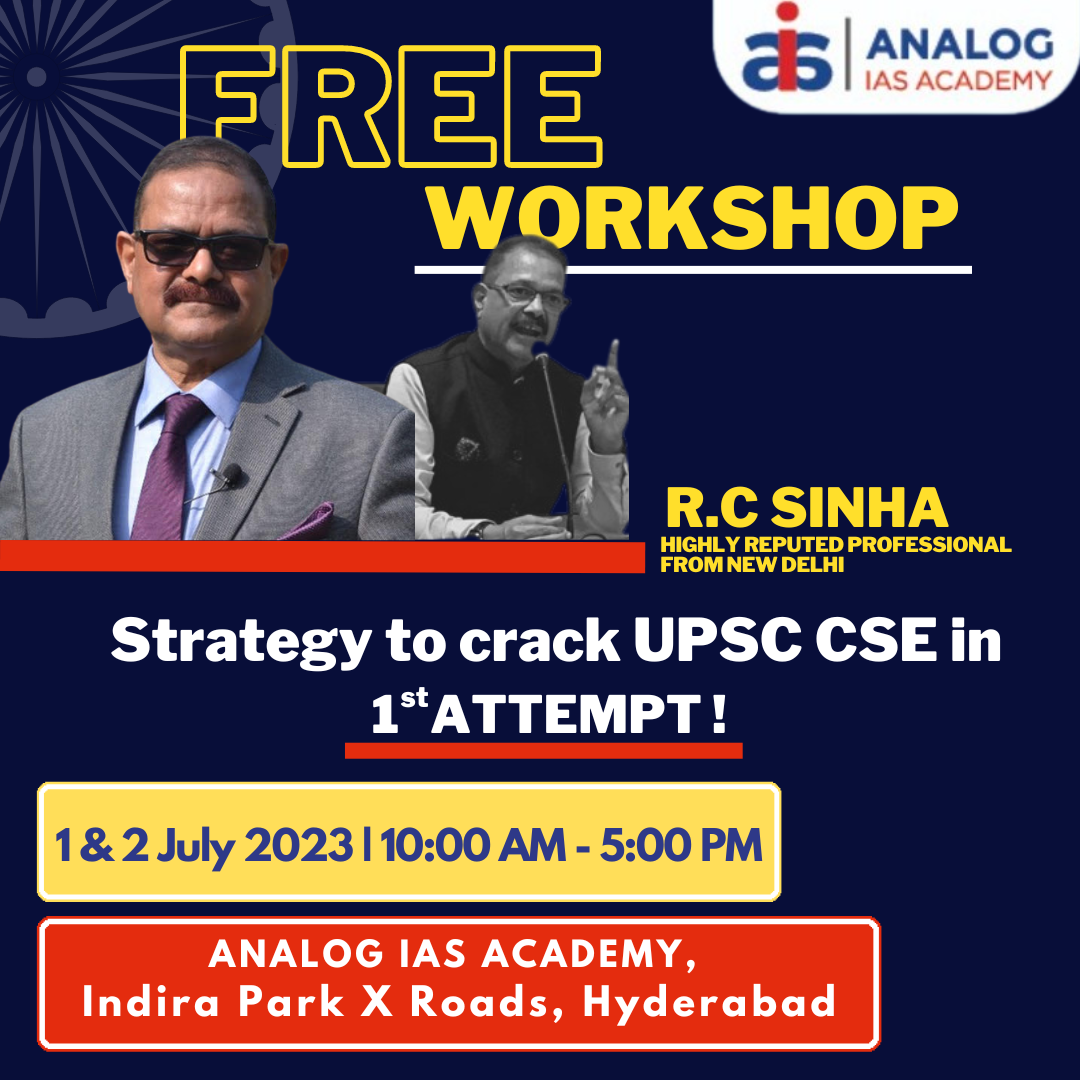 ais | ANALOG
IAS ACADEMY
FREE
WORKSHOP
R.C SINHA
HIGHLY REPUTED PROFESSIONAL
FROM NEW DELHI
Strategy to crack UPSC CSE in
1st ATTEMPT !
1 & 2 July 2023 | 10:00 AM - 5:00 PM
ANALOG IAS ACADEMY,
Indira Park X Roads, Hyderabad